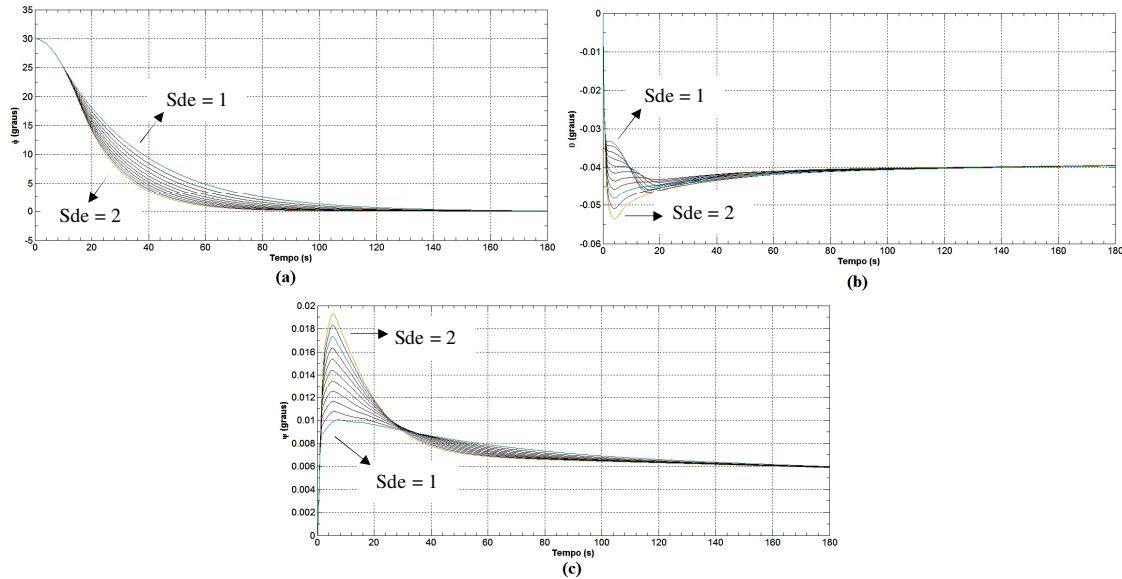 35
30
25
20
15
10
5
0
-5
ϕ (graus)
Sde = 1
Sde = 2
0 20 40 60 80 100 120 140 160 180
Tempo (s)
(a)
0
-0.01
-0.02
-0.03
-0.04
-0.05
-0.06
θ (graus)
Sde = 1
Sde = 2
0 20 40 60 80 100 120 140 160 180
Tempo (s)
(b)
0.02
0.018
0.016
0.014
0.012
0.01
0.008
0.006
0.004
0.002
0
ψ (graus)
Sde = 2
Sde = 1
0 20 40 60 80 100 120 140 160 180
Tempo (s)
(c)